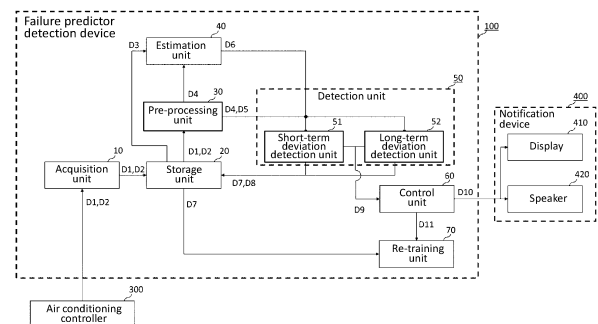 Failure predictor
detection device
100
40
Estimation
unit
D3
D6
D4
30
Pre-processing
unit
D4,D5
50
Detection unit
51
Short-term
deviation
detection unit
52
Long-term
deviation
detection unit
400
Notification
device
410
Display
420
Speaker
10
Acquisition
unit
D1,D2
D1,D2
20
Storage
unit
D7,D8
60
Control
unit
D10
D9
D7
D11
70
Re-training
unit
D1,D2
300
Air conditioning
controller